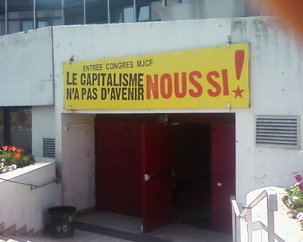 ENTREE CONGRES MJCF
LE CAPITALISME
N'A PAS D'AVENIR
NOUS SI!